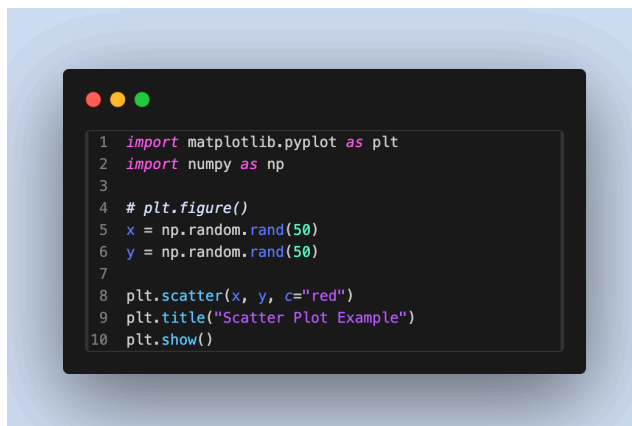 1 import matplotlib.pyplot as plt
2 import numpy as np
3
4 # plt.figure()
5 x = np.random.rand(50)
6 y = np.random.rand(50)
7
8 plt.scatter(x, y, c="red")
9 plt.title("Scatter Plot Example")
10 plt.show()